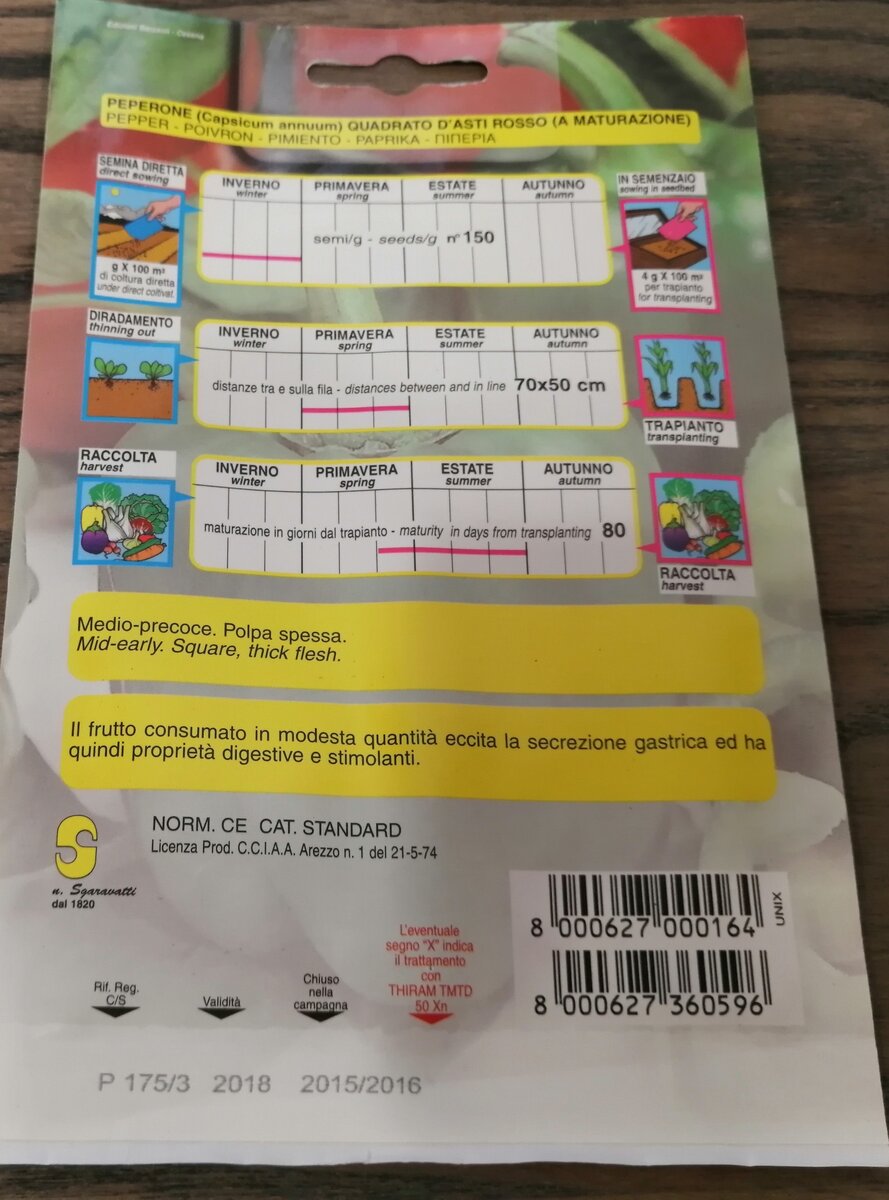 PEPERONE (Capsicum annuum) QUADRATO D'ASTI ROSSO (A MATURAZIONE)
PEPPER - POIVRON - PIMIENTO - PAPRIKA - ΠΙΠΕΡΙΑ
SEMINA DIRETTA
direct sowing
INVERNO
winter
PRIMAVERA
spring
ESTATE
summer
AUTUNNO
autumn
IN SEMENZAIO
sowing in seedbed
semi/g - seeds/g n° 150
g X 100 m²
di coltura diretta
under direct cultivat.
4 g X 100 m²
per trapianto
for transplanting
DIRADAMENTO
thinning out
INVERNO
winter
PRIMAVERA
spring
ESTATE
summer
AUTUNNO
autumn
distanze tra e sulla fila - distances between and in line 70x50 cm
TRAPIANTO
transplanting
RACCOLTA
harvest
INVERNO
winter
PRIMAVERA
spring
ESTATE
summer
AUTUNNO
autumn
maturazione in giorni dal trapianto - maturity in days from transplanting 80
RACCOLTA
harvest
Medio-precoce. Polpa spessa.
Mid-early. Square, thick flesh.
Il frutto consumato in modesta quantità eccita la secrezione gastrica ed ha
quindi proprietà digestive e stimolanti.
NORM. CE CAT. STANDARD
Licenza Prod. C.C.I.A.A. Arezzo n. 1 del 21-5-74
n. Sgaravatti
dal 1820
Rif. Reg.
C/S
Validità
Chiuso
nella
campagna
L'eventuale
segno "X" indica
il trattamento
con
THIRAM TMTD
50 Xn
8 000627 000164
UNIX
8 000627 360596
P 175/3 2018 2015/2016